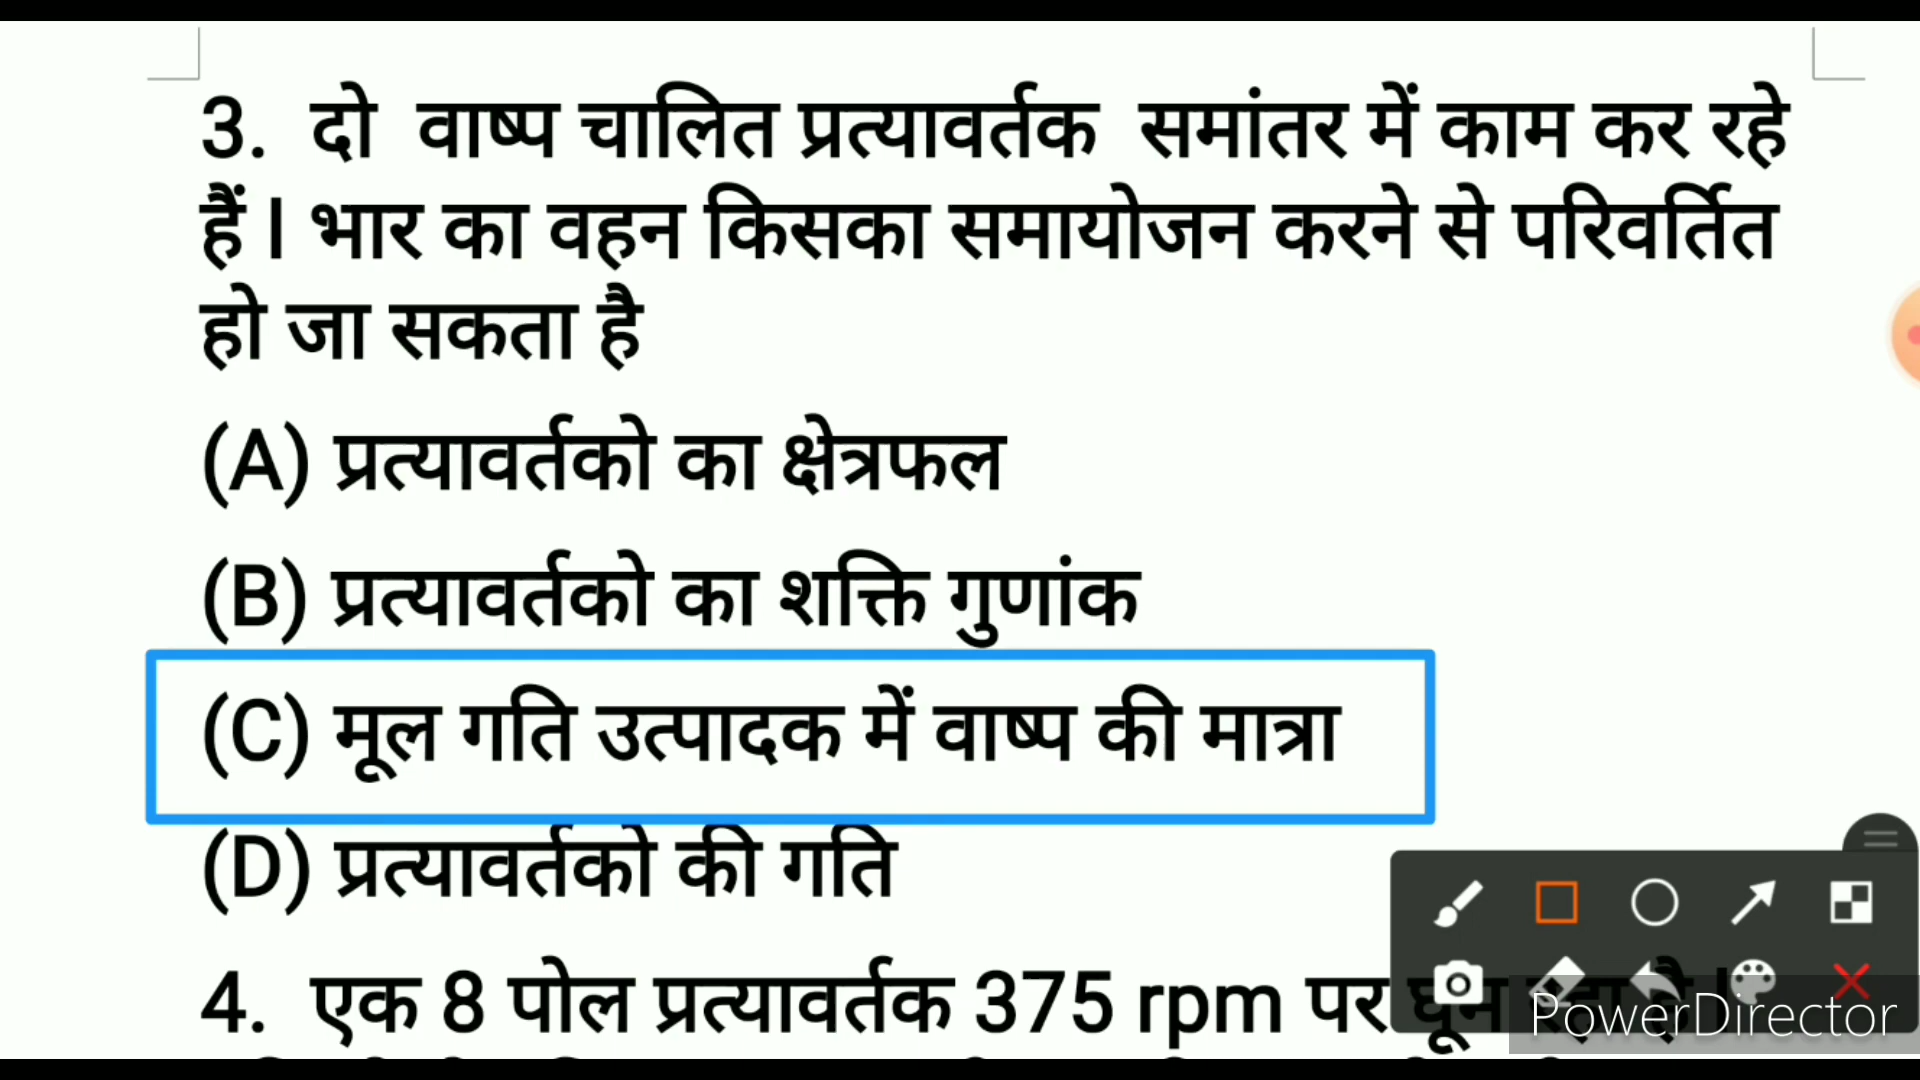 3. दो वाष्प चालित प्रत्यावर्तक समांतर में काम कर रहे
हैं । भार का वहन किसका समायोजन करने से परिवर्तित
हो जा सकता है
(A) प्रत्यावर्तको का क्षेत्रफल
(B) प्रत्यावर्तको का शक्ति गुणांक
(C) मूल गति उत्पादक में वाष्प की मात्रा
(D) प्रत्यावर्तको की गति
4. एक 8 पोल प्रत्यावर्तक 375 rpm पर घूम रहा है ।
PowerDirector